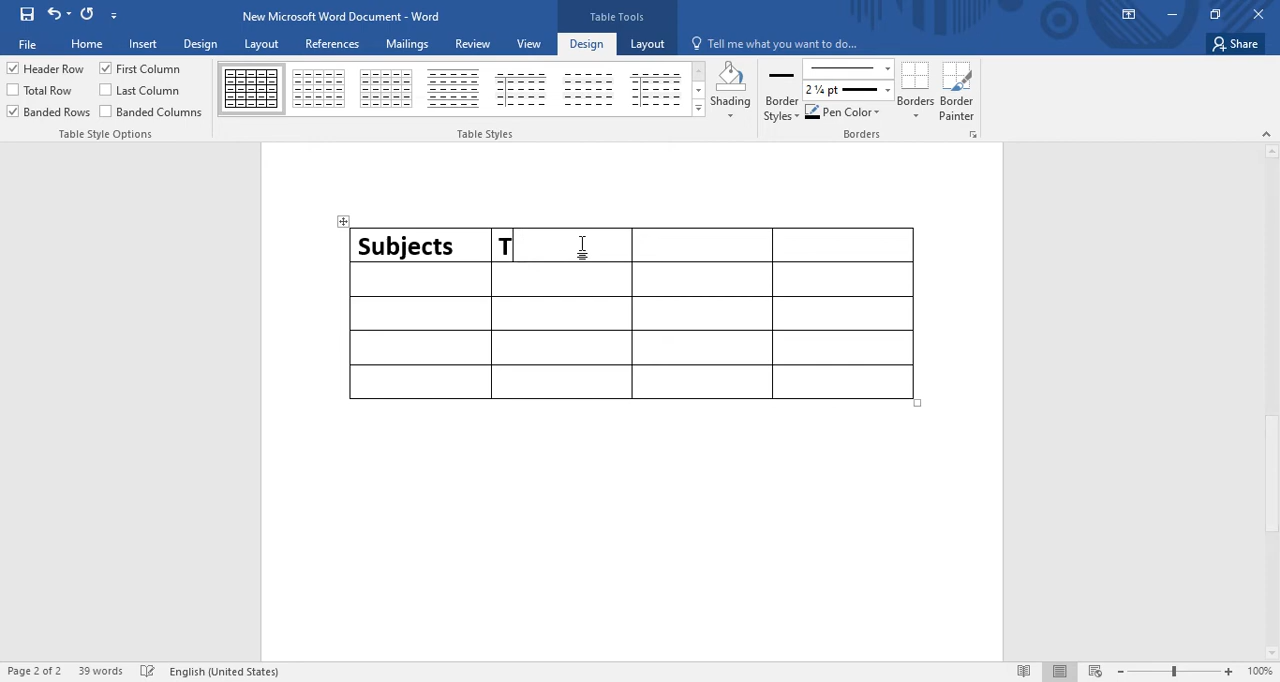 New Microsoft Word Document - Word
Table Tools
File
Home
Insert
Design
Layout
References
Mailings
Review
View
Design
Layout
Tell me what you want to do...
Share
Header Row
First Column
Total Row
Last Column
Banded Rows
Banded Columns
Table Style Options
Table Styles
Shading
Border
Styles
2 ¼ pt
Pen Color
Borders
Border
Painter
Borders
Subjects T
Page 2 of 2
39 words
English (United States)
100%